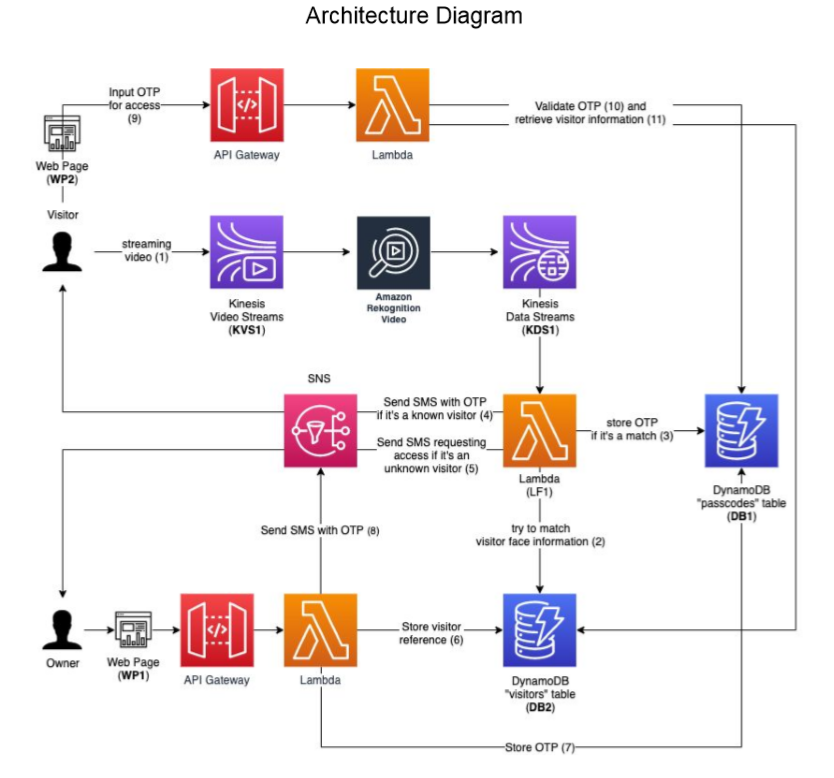 Architecture Diagram
Input OTP
for access
(9)
Validate OTP (10) and
retrieve visitor information (11)
API Gateway
Lambda
Web Page
(WP2)
Visitor
streaming
video (1)
Kinesis
Video Streams
(KVS1)
Amazon
Rekognition
Video
Kinesis
Data Streams
(KDS1)
SNS
Send SMS with OTP
if it's a known visitor (4)
Send SMS requesting
access if it's an
unknown visitor (5)
store OTP
if it's a match (3)
Lambda
(LF1)
DynamoDB
"passcodes" table
(DB1)
Send SMS with OTP (8)
try to match
visitor face information (2)
Store visitor
reference (6)
Owner
Web Page
(WP1)
API Gateway
Lambda
DynamoDB
"visitors" table
(DB2)
Store OTP (7)